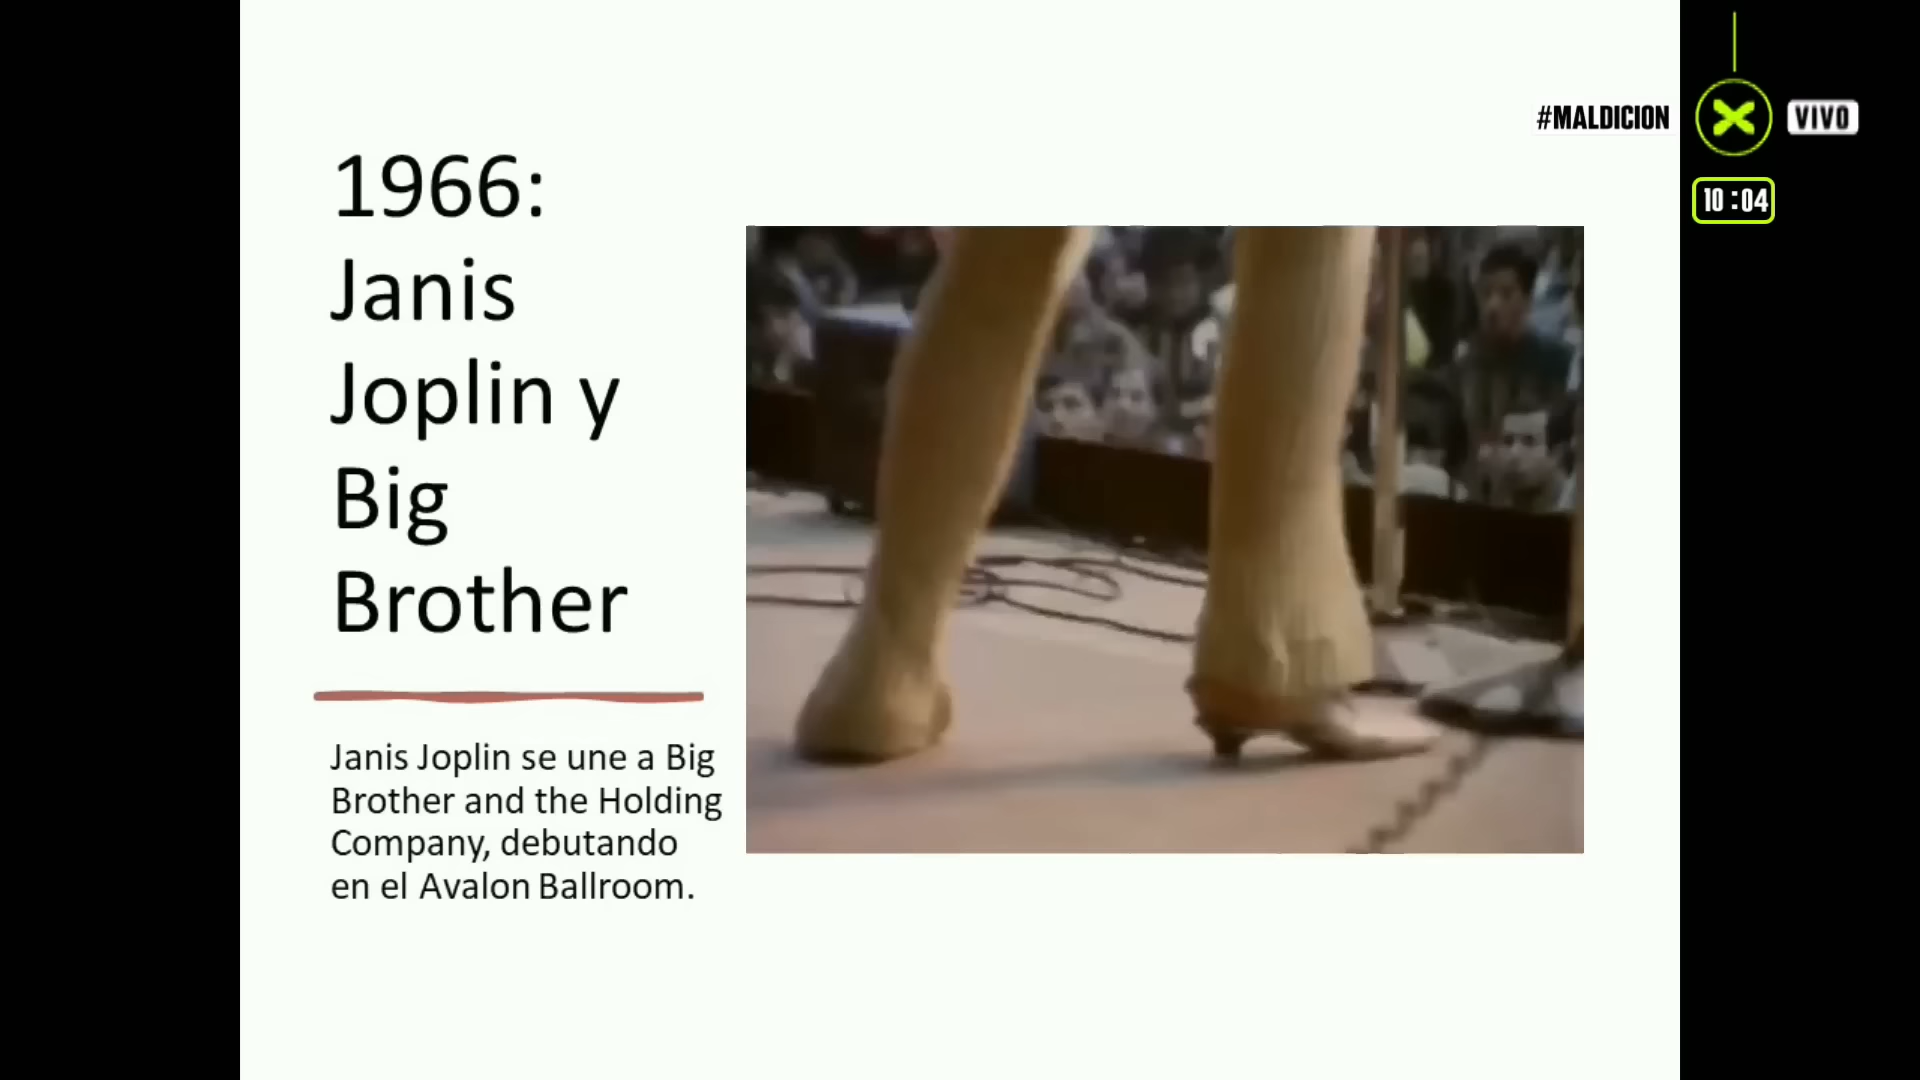 #MALDICION
VIVO
10:04
1966:
Janis
Joplin y
Big
Brother
Janis Joplin se une a Big
Brother and the Holding
Company, debutando
en el Avalon Ballroom.